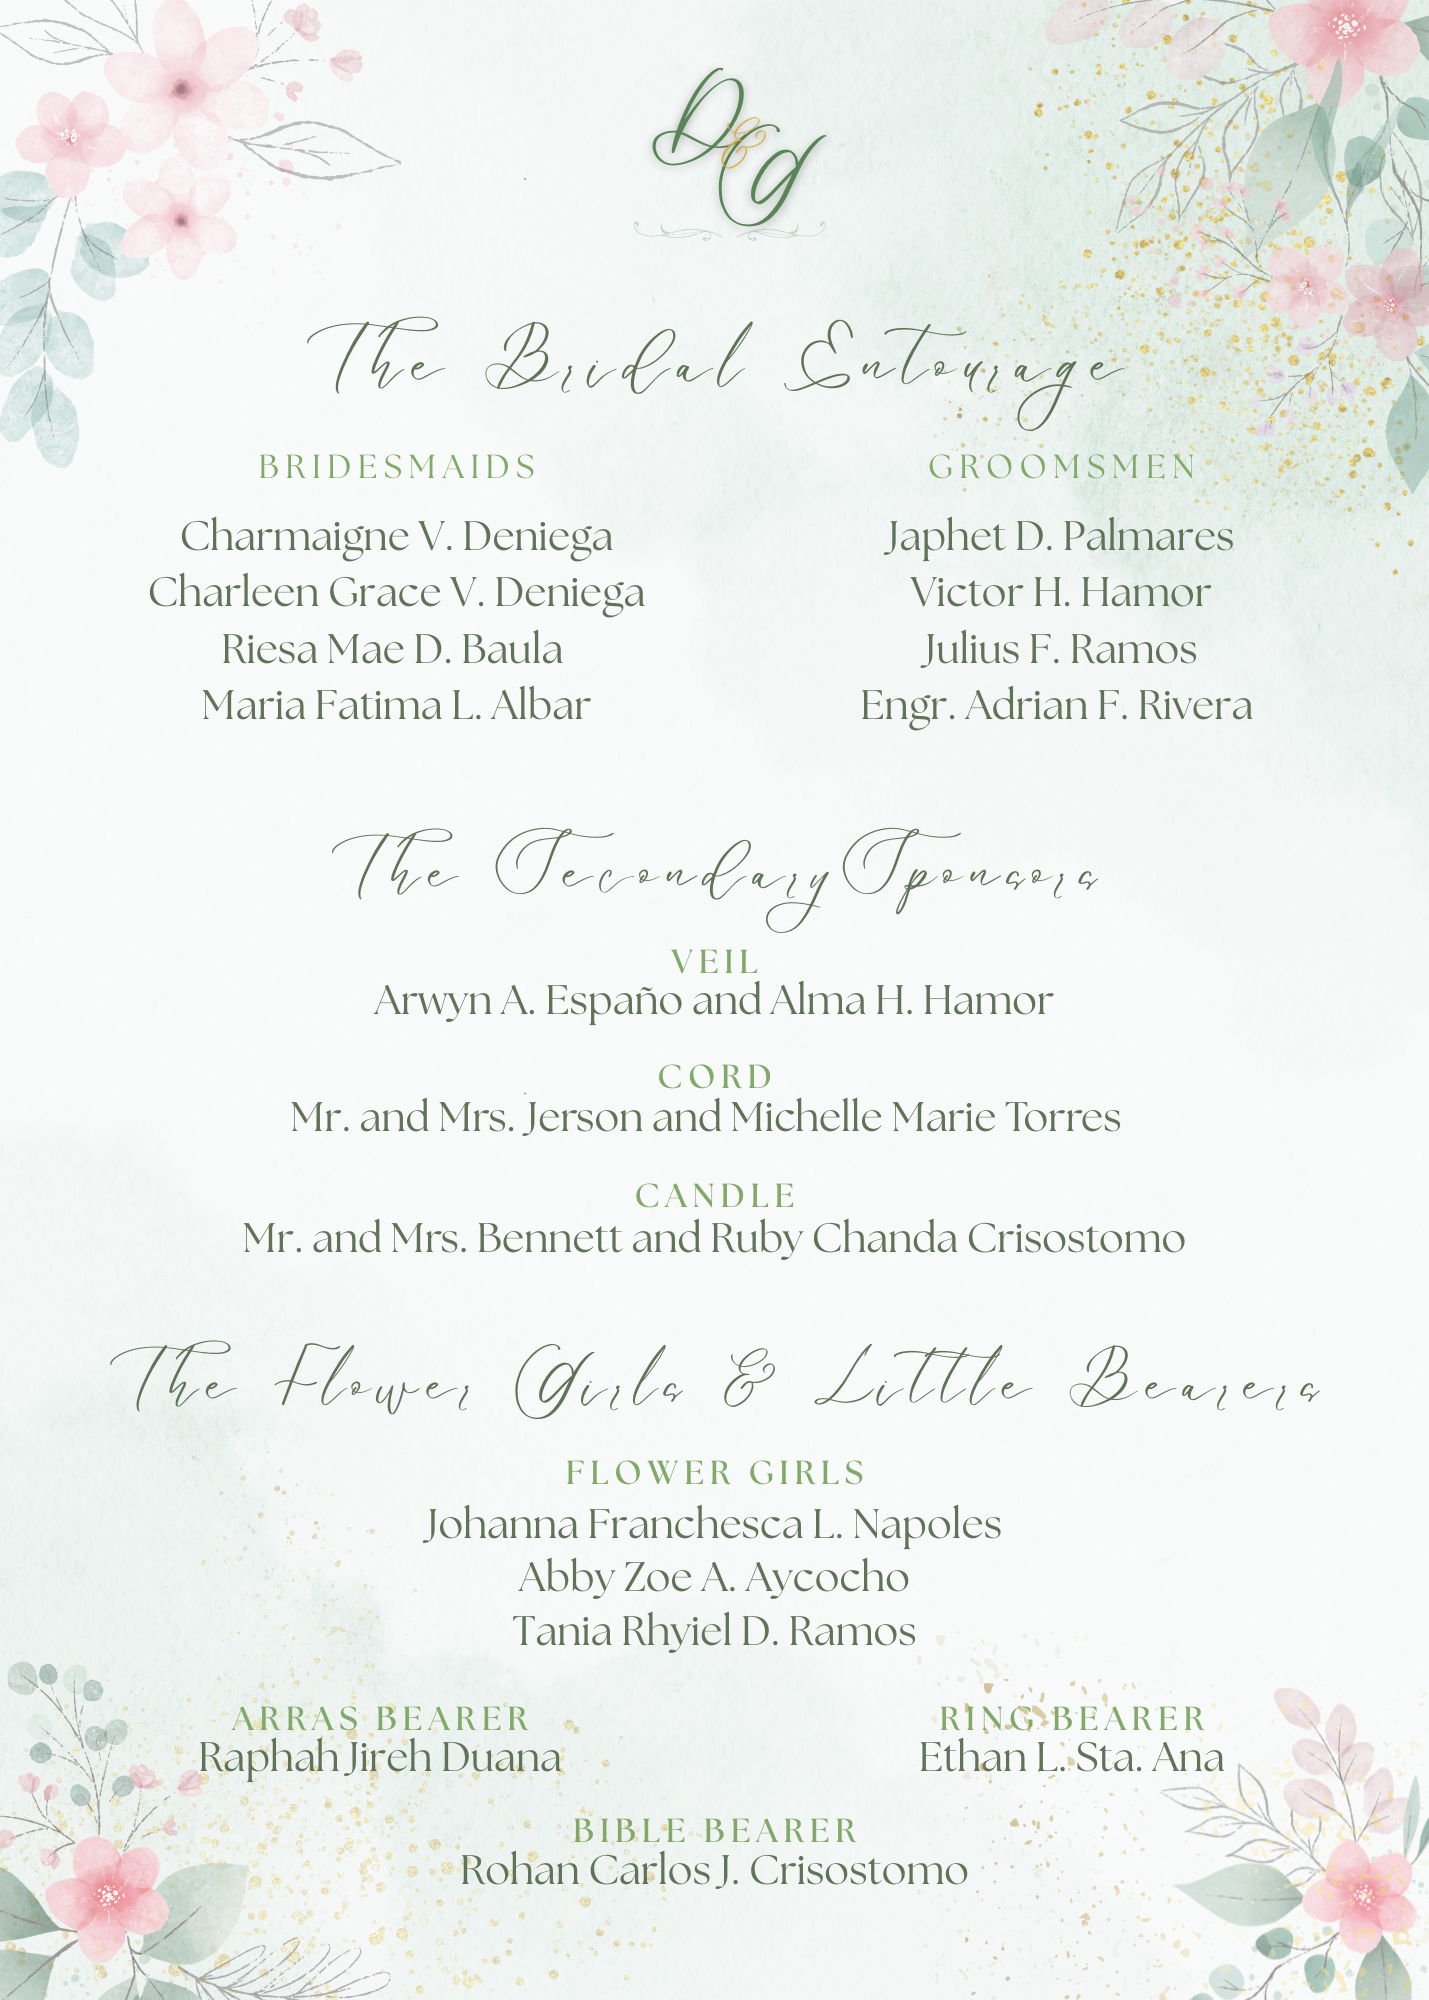 D&G
The Bridal Entourage
BRIDESMAIDS
Charmaigne V. Deniega
Charleen Grace V. Deniega
Riesa Mae D. Baula
Maria Fatima L. Albar
GROOMSMEN
Japhet D. Palmares
Victor H. Hamor
Julius F. Ramos
Engr. Adrian F. Rivera
The Secondary Sponsors
VEIL
Arwyn A. Españo and Alma H. Hamor
CORD
Mr. and Mrs. Jerson and Michelle Marie Torres
CANDLE
Mr. and Mrs. Bennett and Ruby Chanda Crisostomo
The Flower Girls & Little Bearers
FLOWER GIRLS
Johanna Franchesca L. Napoles
Abby Zoe A. Aycocho
Tania Rhyiel D. Ramos
ARRAS BEARER
Raphah Jireh Duana
RING BEARER
Ethan L. Sta. Ana
BIBLE BEARER
Rohan Carlos J. Crisostomo